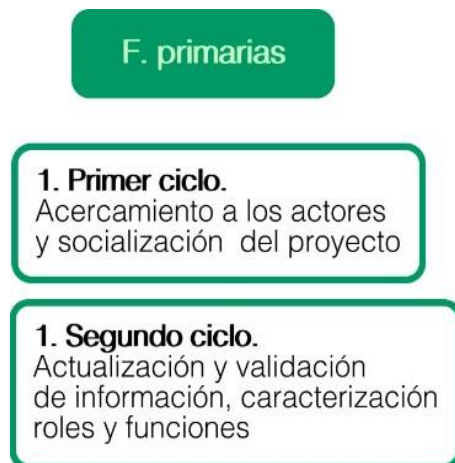 F. primarias
1. Primer ciclo.
Acercamiento a los actores
y socialización del proyecto
1. Segundo ciclo.
Actualización y validación
de información, caracterización
roles y funciones